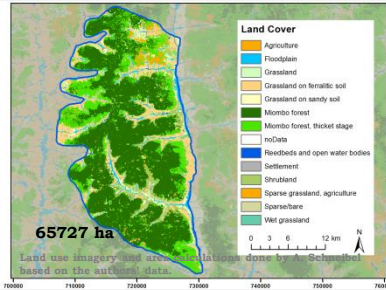 Land Cover
Agriculture
Floodplain
Grassland
Grassland on ferralitic soil
Grassland on sandy soil
Miombo forest
Miombo forest, thicket stage
noData
Reedbeds and open water bodies
Settlement
Shrubland
Sparse grassland, agriculture
Sparse/bare
Wet grassland
0 3 6 12 km
N
65727 ha
Land use imagery and area calculations done by A. Schneibel
based on the authors' data.
700000 710000 720000 730000 740000 750000 760000